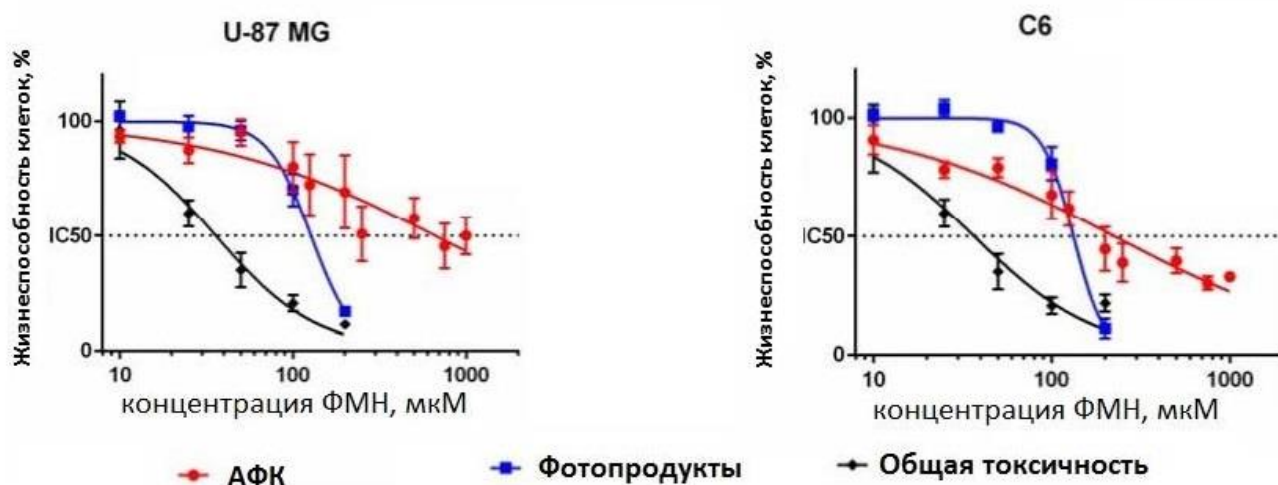 U-87 MG
Жизнеспособность клеток, %
100
IC50
0
10
100
1000
концентрация ФМН, мкМ
C6
Жизнеспособность клеток, %
100
IC50
0
10
100
1000
концентрация ФМН, мкМ
АФК
Фотопродукты
Общая токсичность